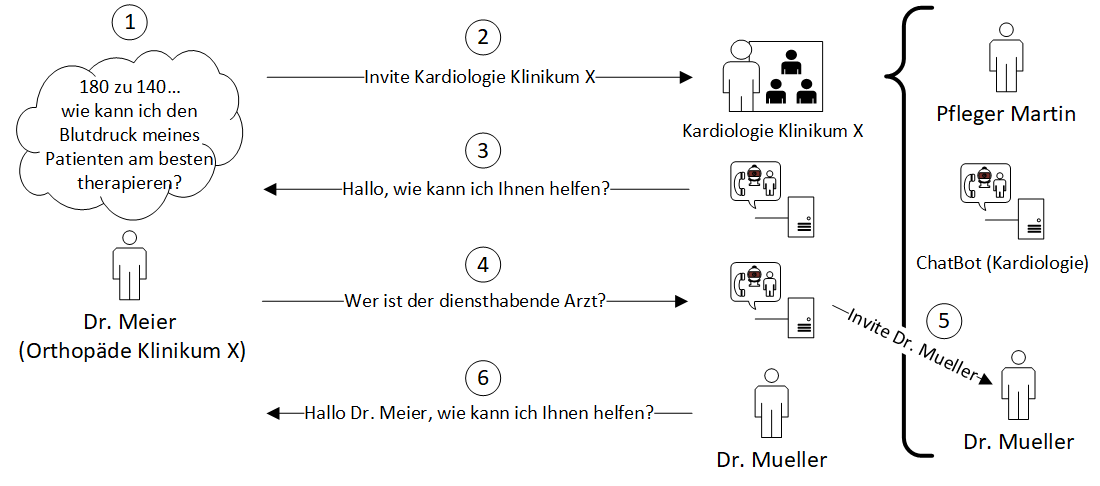 1
180 zu 140...
wie kann ich den
Blutdruck meines
Patienten am besten
therapieren?
Dr. Meier
(Orthopäde Klinikum X)
2
Invite Kardiologie Klinikum X
Kardiologie Klinikum X
3
Hallo, wie kann ich Ihnen helfen?
4
Wer ist der diensthabende Arzt?
5
Invite Dr. Mueller
6
Hallo Dr. Meier, wie kann ich Ihnen helfen?
Dr. Mueller
Pfleger Martin
ChatBot (Kardiologie)
Dr. Mueller